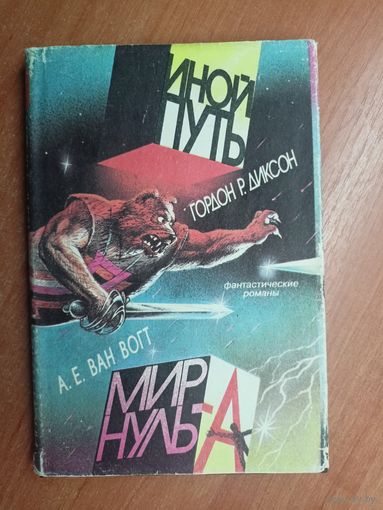 ИНОЙ
ПУТЬ
ГОРДОН Р. ДИКСОН
фантастические
романы
А. Е. ВАН ВОГТ
МИР
НУЛЬ-А